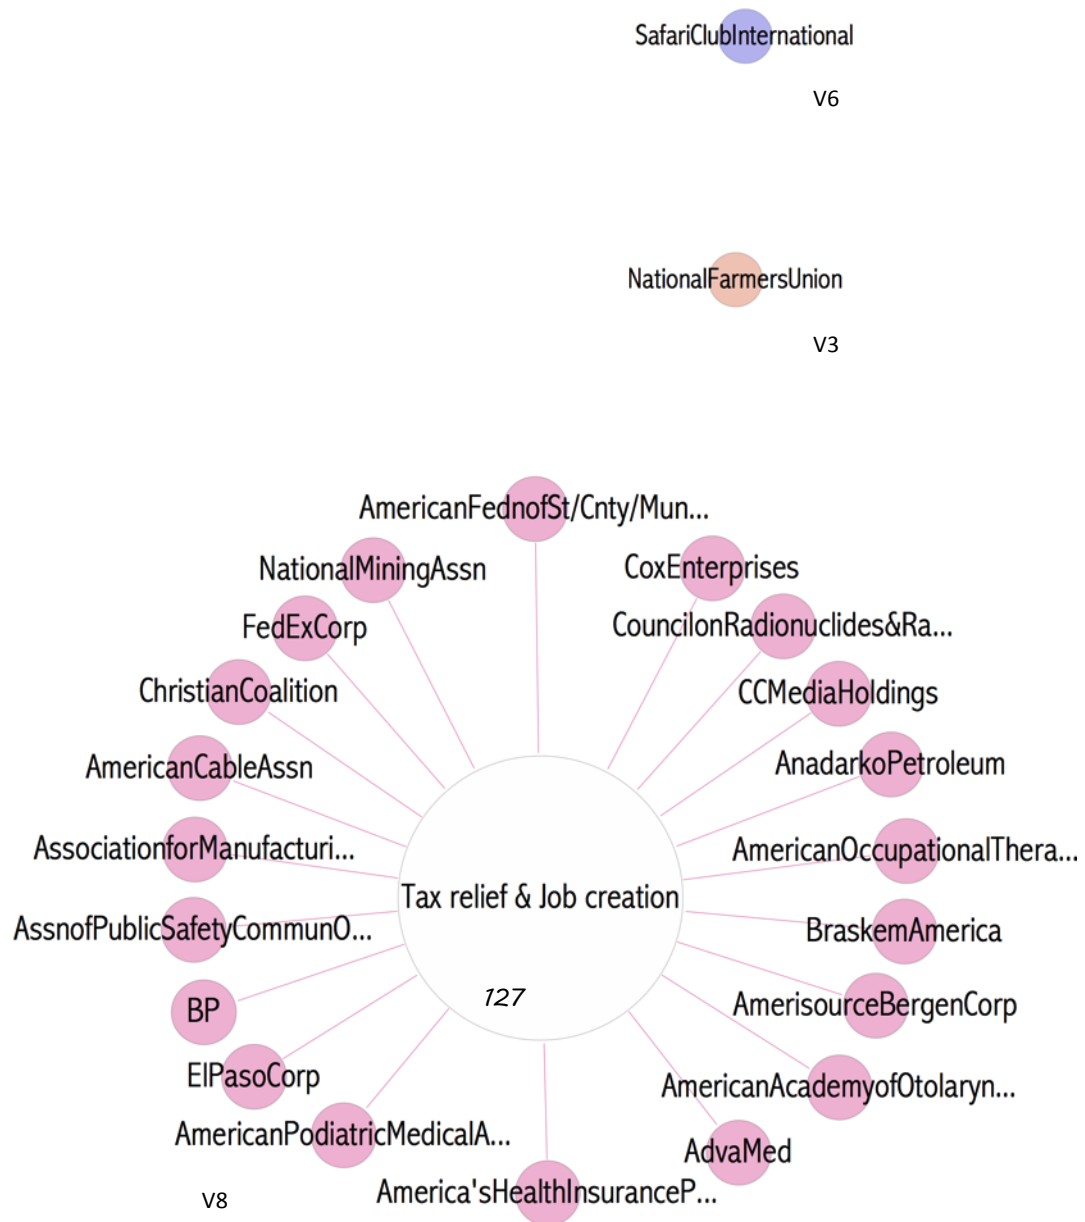 SafariClubInternational
V6
NationalFarmersUnion
V3
AmericanFednofSt/Cnty/Mun...
NationalMiningAssn
CoxEnterprises
FedExCorp
CouncilonRadionuclides&Ra...
ChristianCoalition
CCMediaHoldings
AmericanCableAssn
AnadarkoPetroleum
AssociationforManufacturi...
AmericanOccupationalThera...
Tax relief & Job creation
AssnofPublicSafetyCommunO...
BraskemAmerica
127
BP
AmerisourceBergenCorp
ElPasoCorp
AmericanAcademyofOtolaryn...
AmericanPodiatricMedicalA...
AdvaMed
America'sHealthInsuranceP...
V8